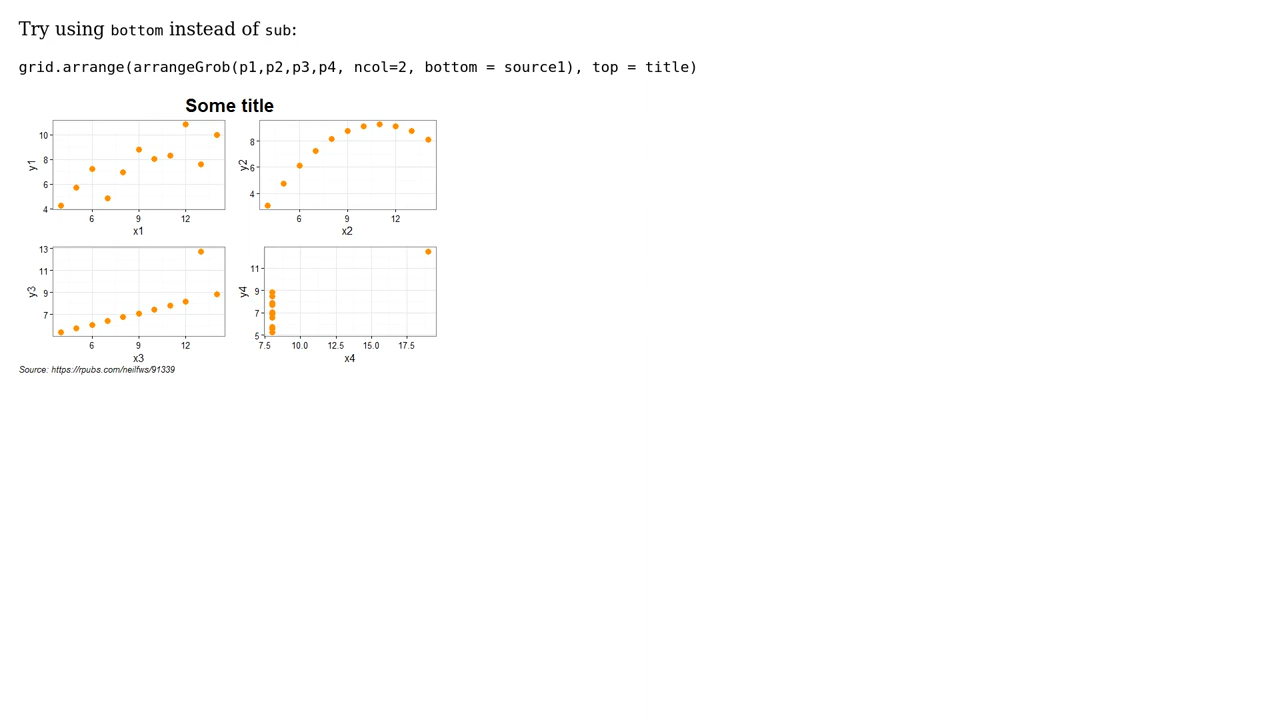 Try using bottom instead of sub:
grid.arrange(arrangeGrob(p1,p2,p3,p4, ncol=2, bottom = source1), top = title)
Some title
y1
10
8
6
4
6 9 12
x1
y2
8
6
4
6 9 12
x2
y3
13
11
9
7
6 9 12
x3
y4
11
9
7
5
7.5 10.0 12.5 15.0 17.5
x4
Source: https://rpubs.com/neilfws/91339